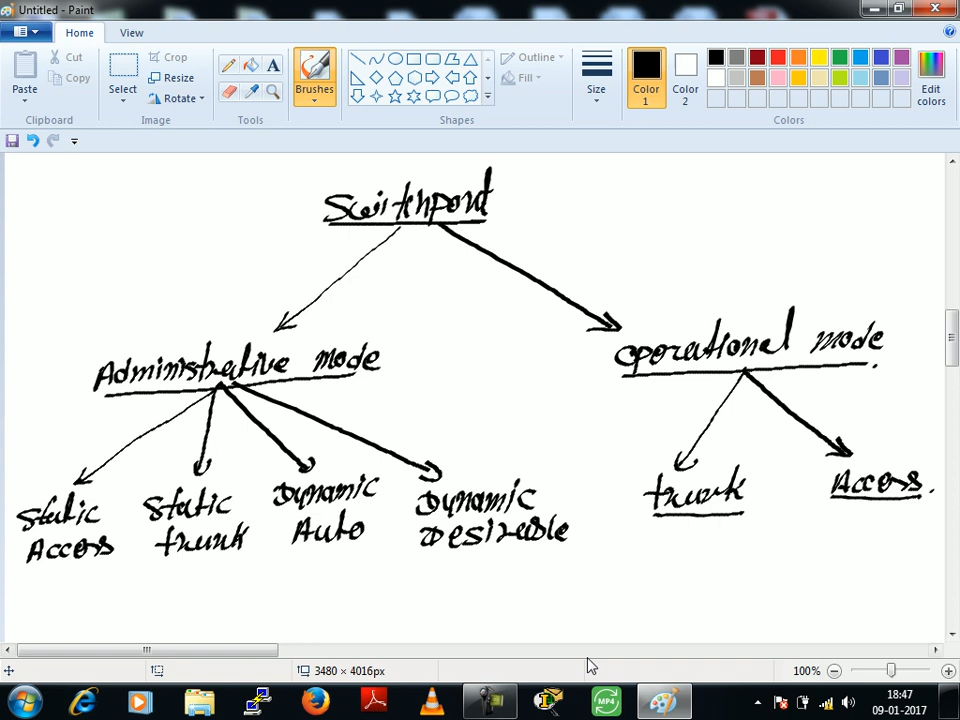 Untitled - Paint
Home View
Paste
Cut
Copy
Clipboard
Select
Crop
Resize
Rotate
Image
Tools
Brushes
Shapes
Outline
Fill
Size
Color 1
Color 2
Edit colors
Colors
Switchport
Administrative mode
Operational mode.
Static Access
Static trunk
Dynamic Auto
Dynamic Desirable
trunk
Access.
3480 × 4016px
100%
MP4
18:47
09-01-2017